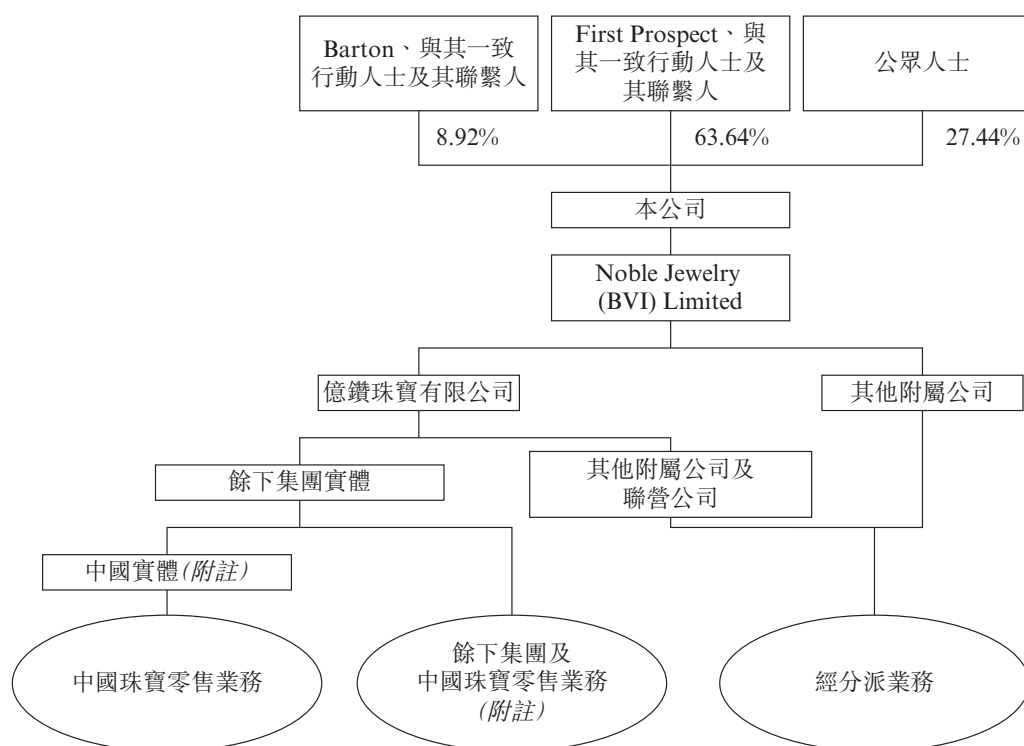 Barton、與其一致
行動人士及其聯繫人
First Prospect、與
其一致行動人士及
其聯繫人
公眾人士
8.92%
63.64%
27.44%
本公司
Noble Jewelry
(BVI) Limited
億鑽珠寶有限公司
其他附屬公司
餘下集團實體
其他附屬公司及
聯營公司
中國實體(附註)
中國珠寶零售業務
餘下集團及
中國珠寶零售業務
(附註)
經分派業務